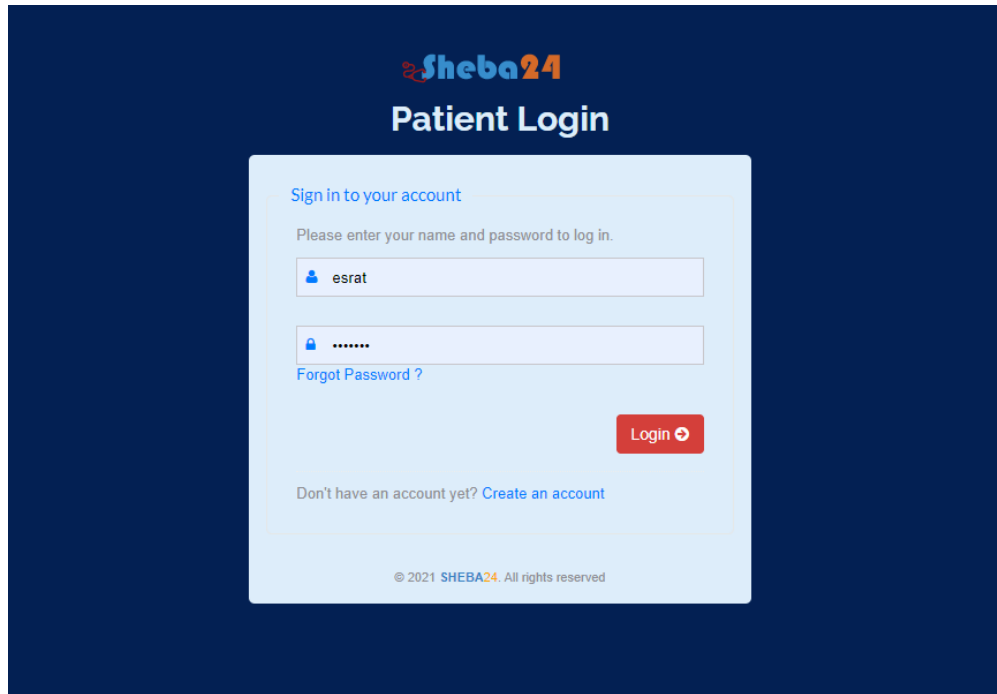 Sheba24
Patient Login
Sign in to your account
Please enter your name and password to log in.
esrat
•••••••
Forgot Password ?
Login
Don't have an account yet? Create an account
© 2021 SHEBA24. All rights reserved